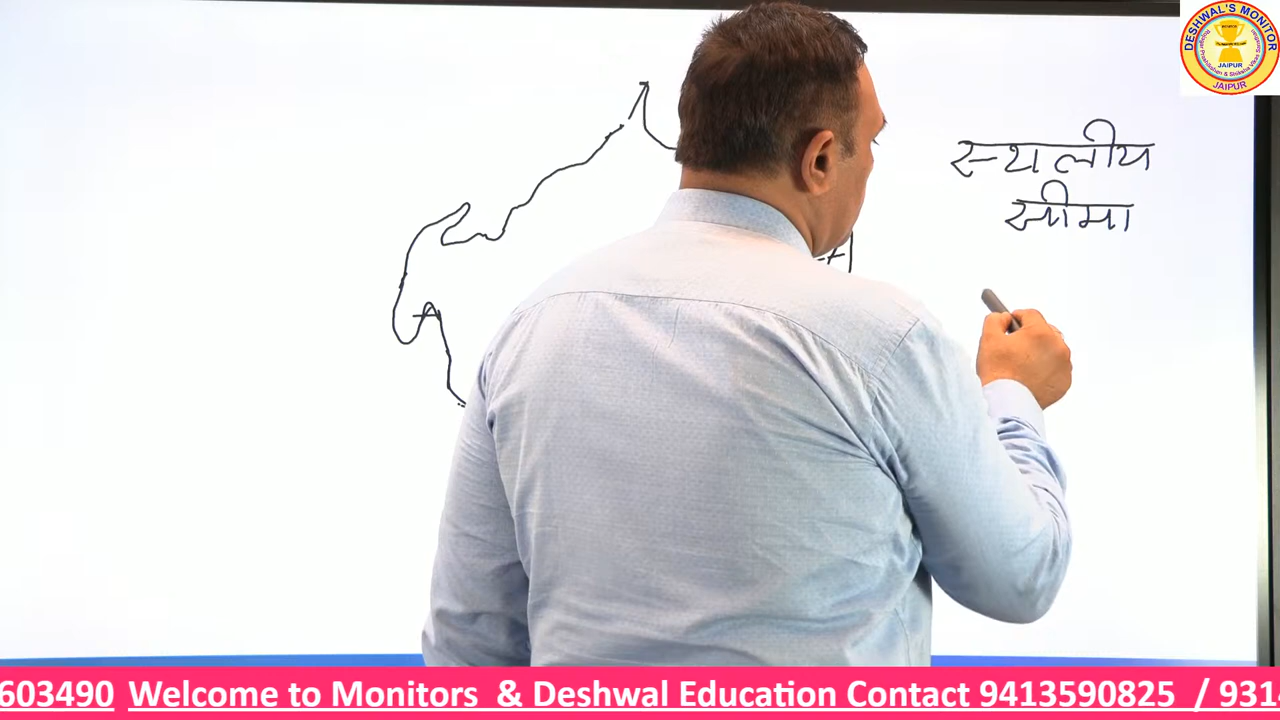 DESHWAL'S MONITOR
JAIPUR
JAIPUR
स्थलीय
सीमा
603490 Welcome to Monitors & Deshwal Education Contact 9413590825 / 931